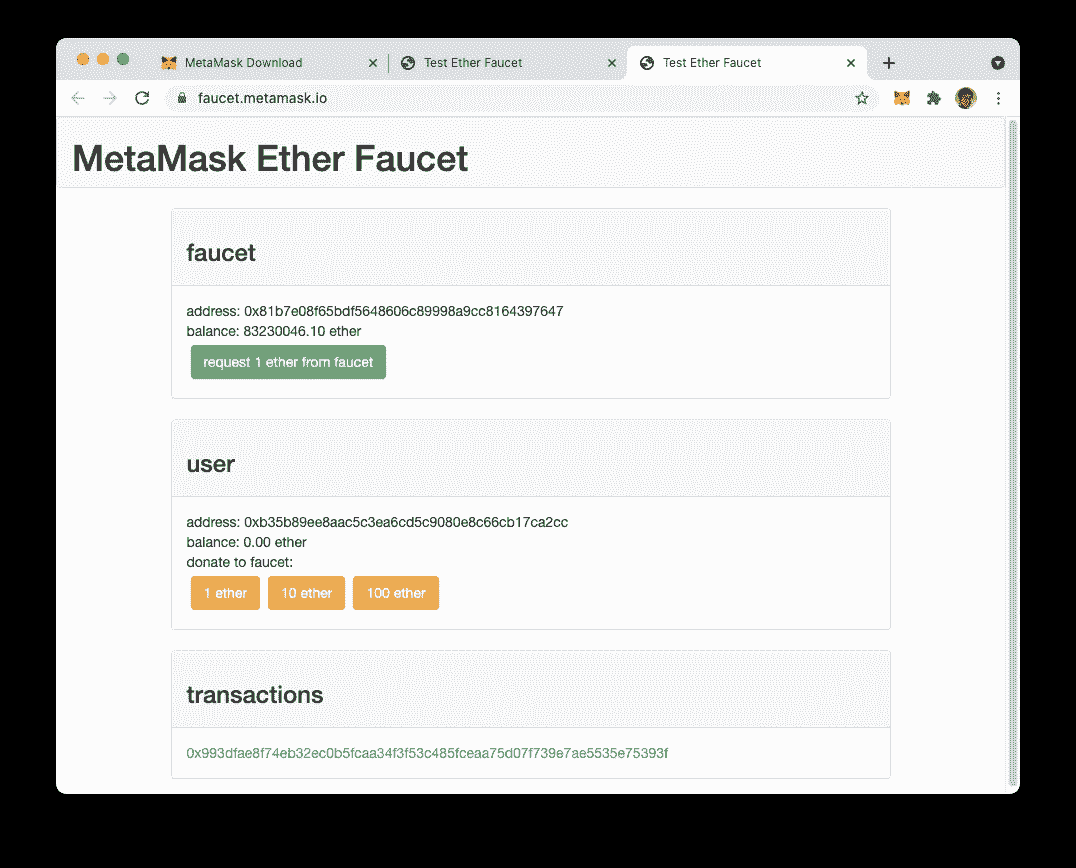 MetaMask Download
Test Ether Faucet
Test Ether Faucet
faucet.metamask.io
MetaMask Ether Faucet
faucet
address: 0x81b7e08f65bdf5648606c89998a9cc8164397647
balance: 83230046.10 ether
request 1 ether from faucet
user
address: 0xb35b89ee8aac5c3ea6cd5c9080e8c66cb17ca2cc
balance: 0.00 ether
donate to faucet:
1 ether
10 ether
100 ether
transactions
0x993dfae8f74eb32ec0b5fcaa34f3f53c485fceaa75d07f739e7ae5535e75393f